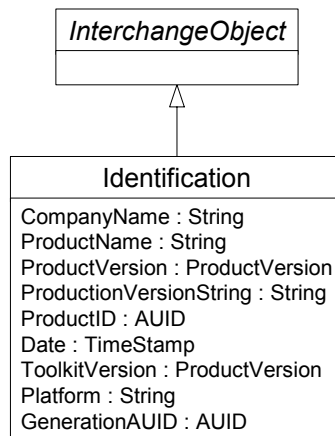 InterchangeObject
Identification
CompanyName : String
ProductName : String
ProductVersion : ProductVersion
ProductionVersionString : String
ProductID : AUID
Date : TimeStamp
ToolkitVersion : ProductVersion
Platform : String
GenerationAUID : AUID